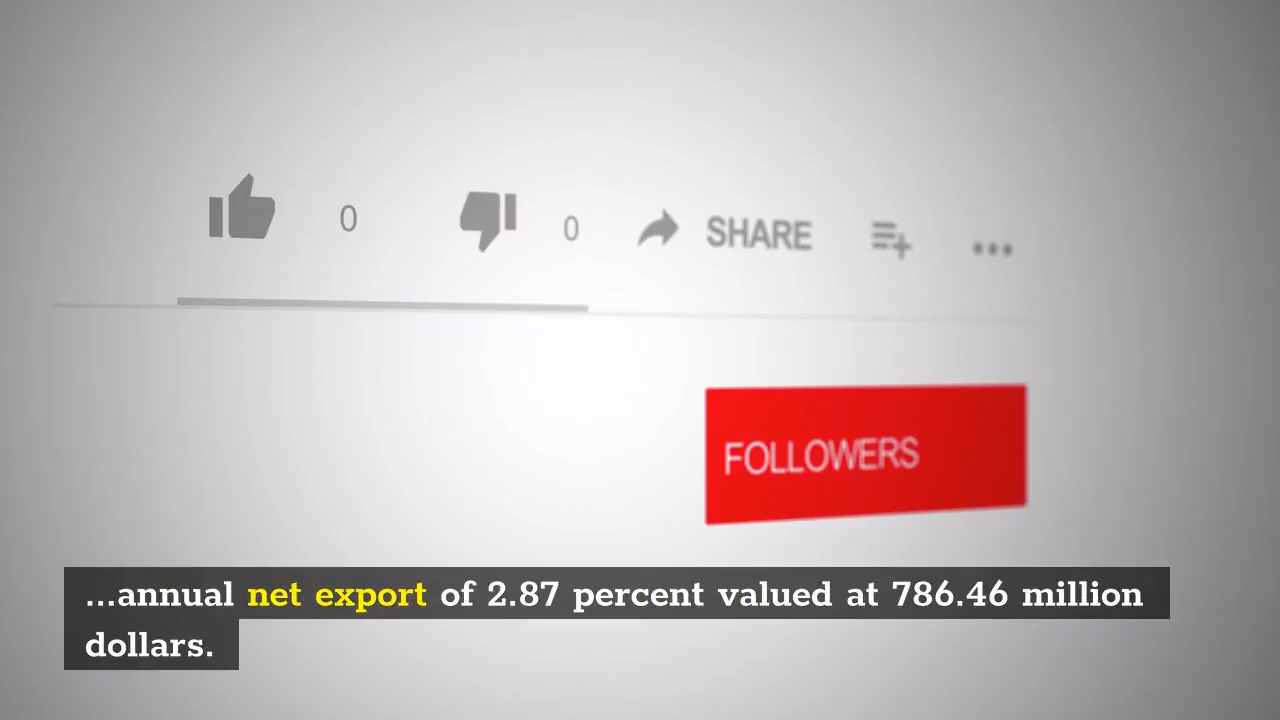 0 0 SHARE
FOLLOWERS
...annual net export of 2.87 percent valued at 786.46 million
dollars.